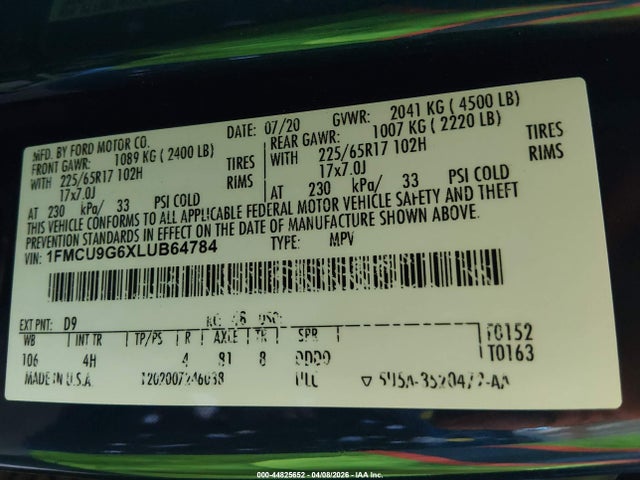 MFD. BY FORD MOTOR CO.
DATE: 07/20 GVWR: 2041 KG ( 4500 LB)
FRONT GAWR: 1089 KG ( 2400 LB)
REAR GAWR: 1007 KG ( 2220 LB)
WITH 225/65R17 102H TIRES
WITH 225/65R17 102H TIRES
17x7.0J RIMS
17x7.0J RIMS
AT 230 kPa/ 33 PSI COLD
AT 230 kPa/ 33 PSI COLD
THIS VEHICLE CONFORMS TO ALL APPLICABLE FEDERAL MOTOR VEHICLE SAFETY AND THEFT
PREVENTION STANDARDS IN EFFECT ON THE DATE OF MANUFACTURE SHOWN ABOVE.
VIN: 1FMCU9G6XLUB64784 TYPE: MPV
EXT PNT: D9 RC: 48 DSO:
WB INT TR TP/PS R AXLE TR SPR T0152
106 4H 4 81 8 T0163
MADE IN U.S.A.
000-44825652 - 04/08/2026 - IAA Inc.